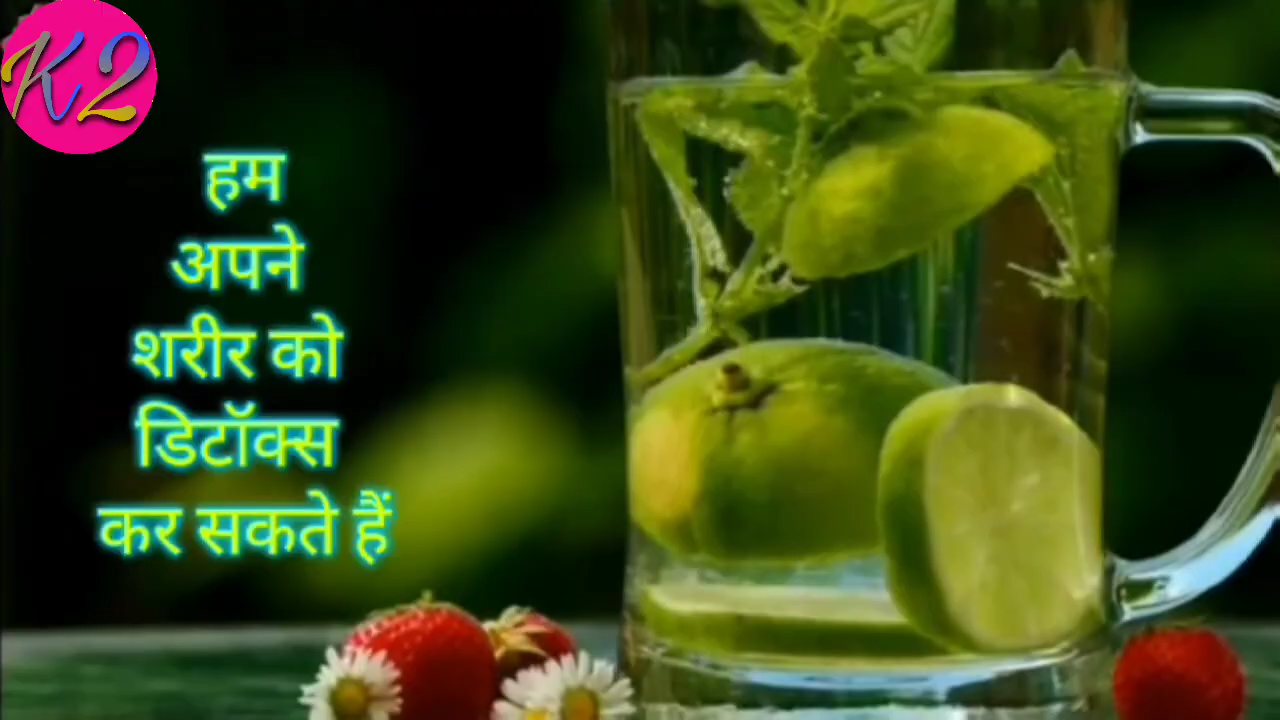 K2
हम
अपने
शरीर को
डिटॉक्स
कर सकते हैं